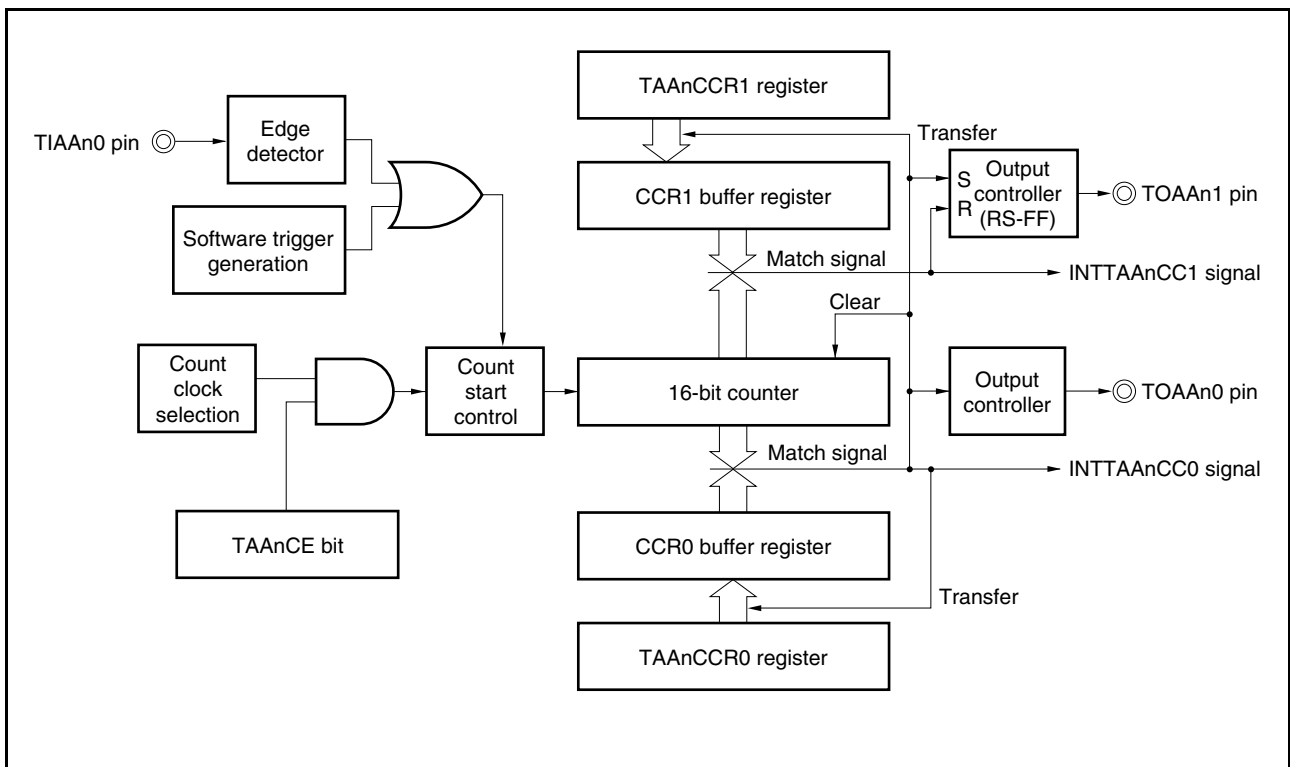 TAAnCCR1 register
TIAAn0 pin
Edge
detector
Transfer
Software trigger
generation
CCR1 buffer register
S
R
Output
controller
(RS-FF)
TOAAn1 pin
Match signal
INTTAAnCC1 signal
Clear
Count
clock
selection
Count
start
control
16-bit counter
Output
controller
TOAAn0 pin
Match signal
INTTAAnCC0 signal
TAAnCE bit
CCR0 buffer register
Transfer
TAAnCCR0 register